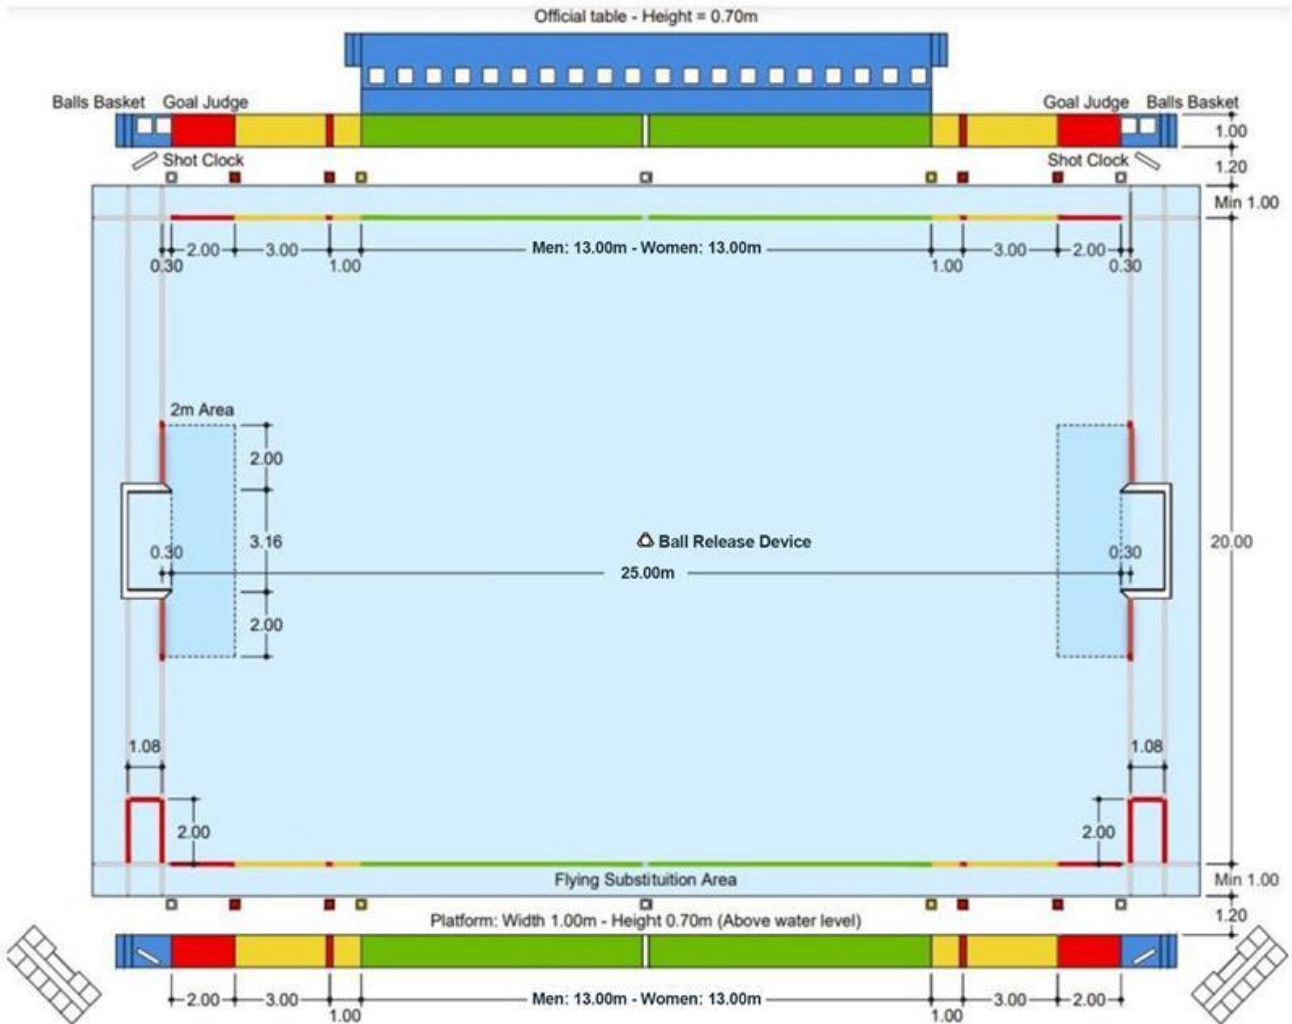 Official table - Height = 0.70m
Balls Basket Goal Judge Goal Judge Balls Basket
1.00
Shot Clock Shot Clock
1.20
Min 1.00
2.00 3.00 Men: 13.00m - Women: 13.00m 3.00 2.00
0.30 1.00 1.00 0.30
2m Area
2.00
3.16 Ball Release Device 20.00
0.30 0.30
25.00m
2.00
1.08 1.08
2.00 2.00
Flying Substituition Area Min 1.00
Platform: Width 1.00m - Height 0.70m (Above water level) 1.20
2.00 3.00 Men: 13.00m - Women: 13.00m 3.00 2.00
1.00 1.00